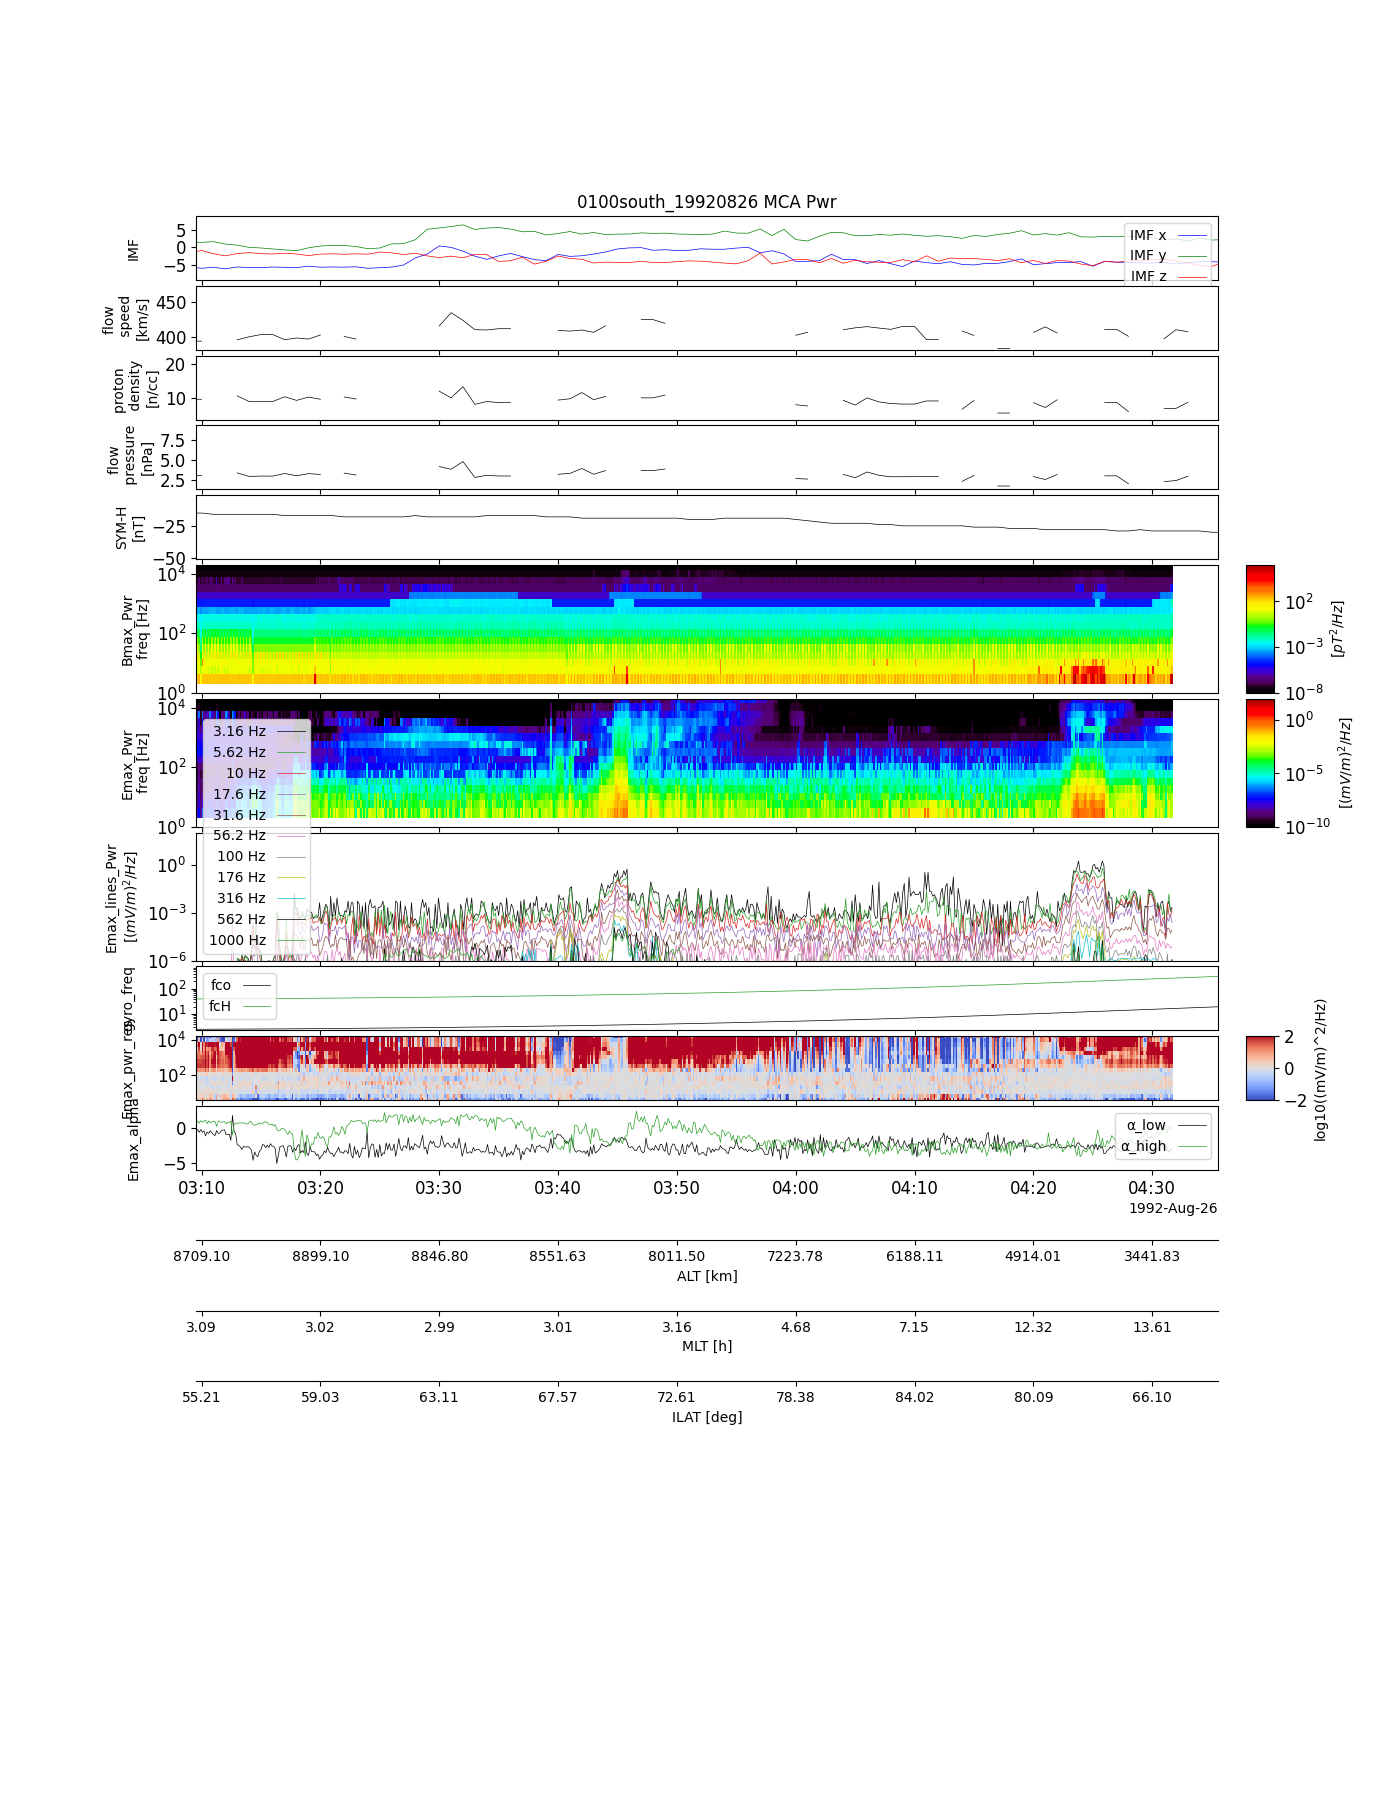 0100south_19920826 MCA Pwr
IMF
5
0
−5
IMF x
IMF y
IMF z
flow
speed
[km/s]
450
400
proton
density
[n/cc]
20
10
flow
pressure
[nPa]
7.5
5.0
2.5
SYM-H
[nT]
−25
−50
Bmax_Pwr
freq [Hz]
10^4
10^2
10^0
10^2
10^−3
10^−8
[pT^2/Hz]
Emax_Pwr
freq [Hz]
10^4
10^2
10^0
10^0
10^−5
10^−10
[(mV/m)^2/Hz]
3.16 Hz
5.62 Hz
10 Hz
17.6 Hz
31.6 Hz
56.2 Hz
100 Hz
176 Hz
316 Hz
562 Hz
1000 Hz
Emax_lines_Pwr
[(mV/m)^2/Hz]
10^0
10^−3
10^−6
gyro_freq
10^2
10^1
fco
fcH
10^4
10^2
2
0
−2
log10((mV/m)^2/Hz)
Emax_alpha
0
−5
α_low
α_high
03:10 03:20 03:30 03:40 03:50 04:00 04:10 04:20 04:30
1992-Aug-26
8709.10 8899.10 8846.80 8551.63 8011.50 7223.78 6188.11 4914.01 3441.83
ALT [km]
3.09 3.02 2.99 3.01 3.16 4.68 7.15 12.32 13.61
MLT [h]
55.21 59.03 63.11 67.57 72.61 78.38 84.02 80.09 66.10
ILAT [deg]